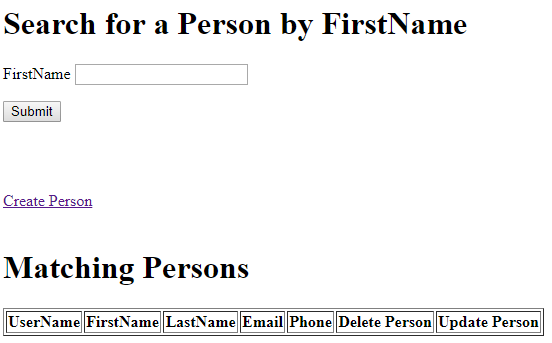 Search for a Person by FirstName
FirstName
Submit
Create Person
Matching Persons
UserName FirstName LastName Email Phone Delete Person Update Person